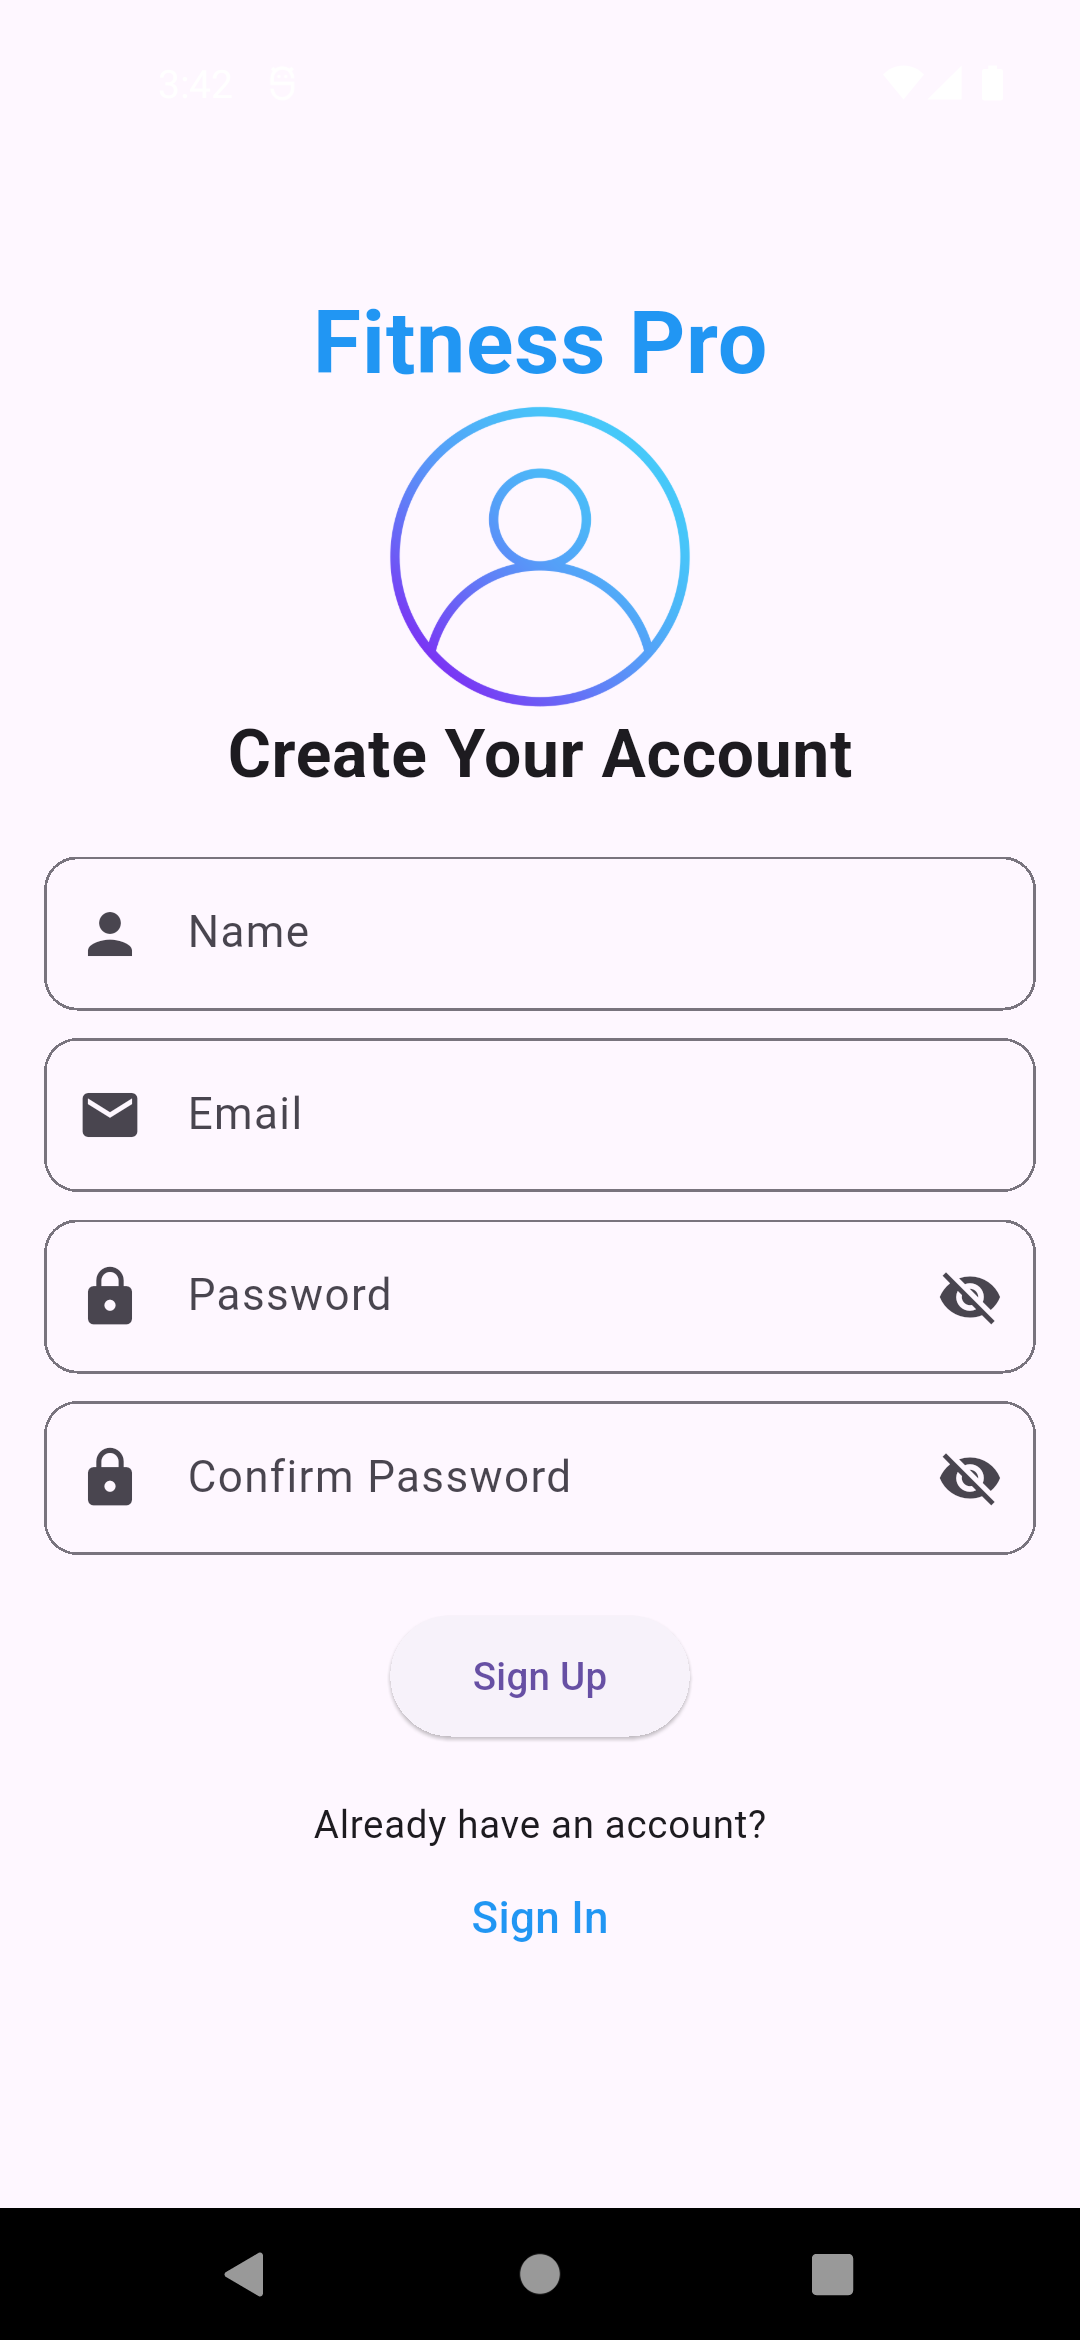 3:42
Fitness Pro
Create Your Account
Name
Email
Password
Confirm Password
Sign Up
Already have an account?
Sign In